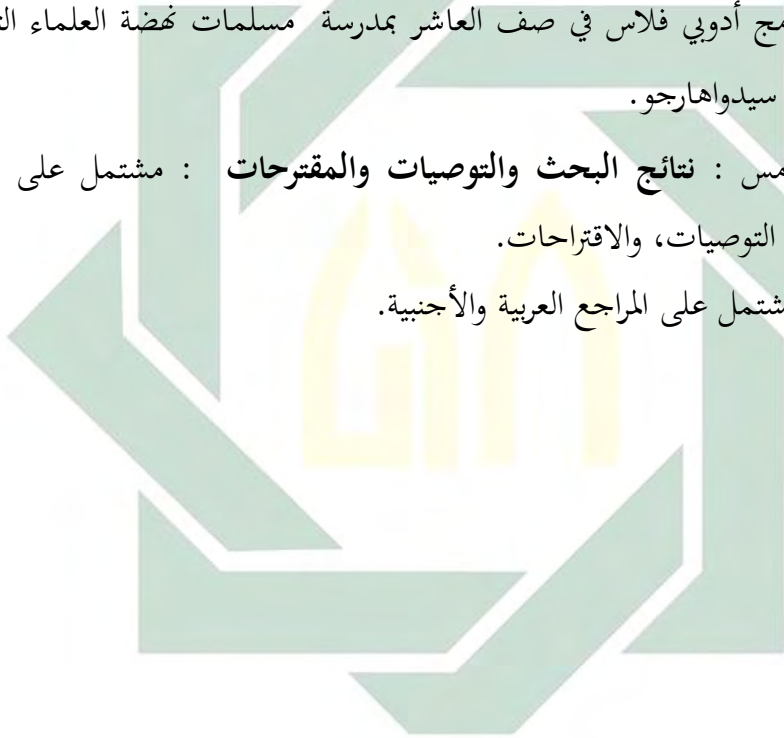 مج أدوبي فلاس في صف العاشر بمدرسة مسلمات نهضة العلماء
سيدواهارجو.
مس : نتائج البحث والتوصيات والمقترحات : مشتمل على
التوصيات، والاقتراحات.
شتمل على المراجع العربية والأجنبية.